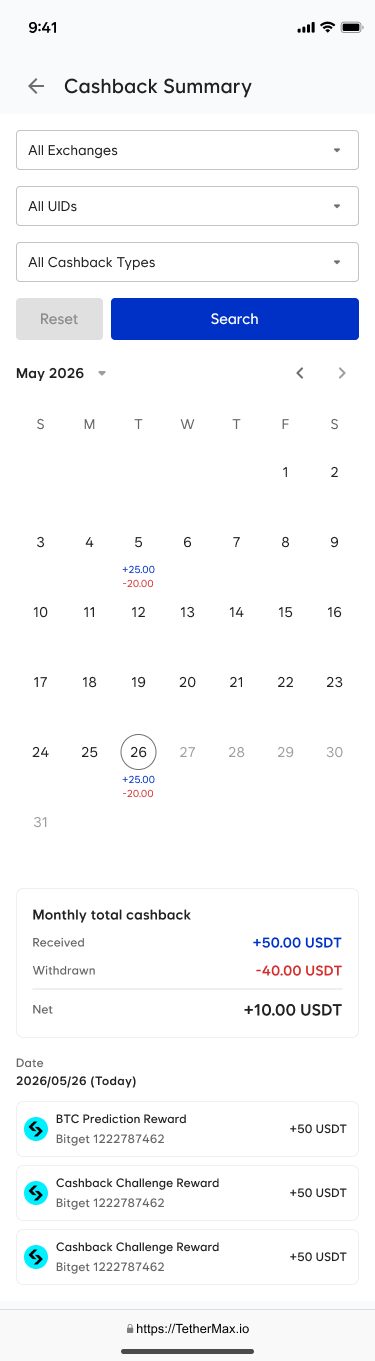 9:41
Cashback Summary
All Exchanges
All UIDs
All Cashback Types
Reset Search
May 2026
S M T W T F S
1 2
3 4 5 6 7 8 9
+25.00
-20.00
10 11 12 13 14 15 16
17 18 19 20 21 22 23
24 25 26 27 28 29 30
+25.00
-20.00
31
Monthly total cashback
Received +50.00 USDT
Withdrawn -40.00 USDT
Net +10.00 USDT
Date
2026/05/26 (Today)
BTC Prediction Reward
Bitget 1222787462 +50 USDT
Cashback Challenge Reward
Bitget 1222787462 +50 USDT
Cashback Challenge Reward
Bitget 1222787462 +50 USDT
https://TetherMax.io